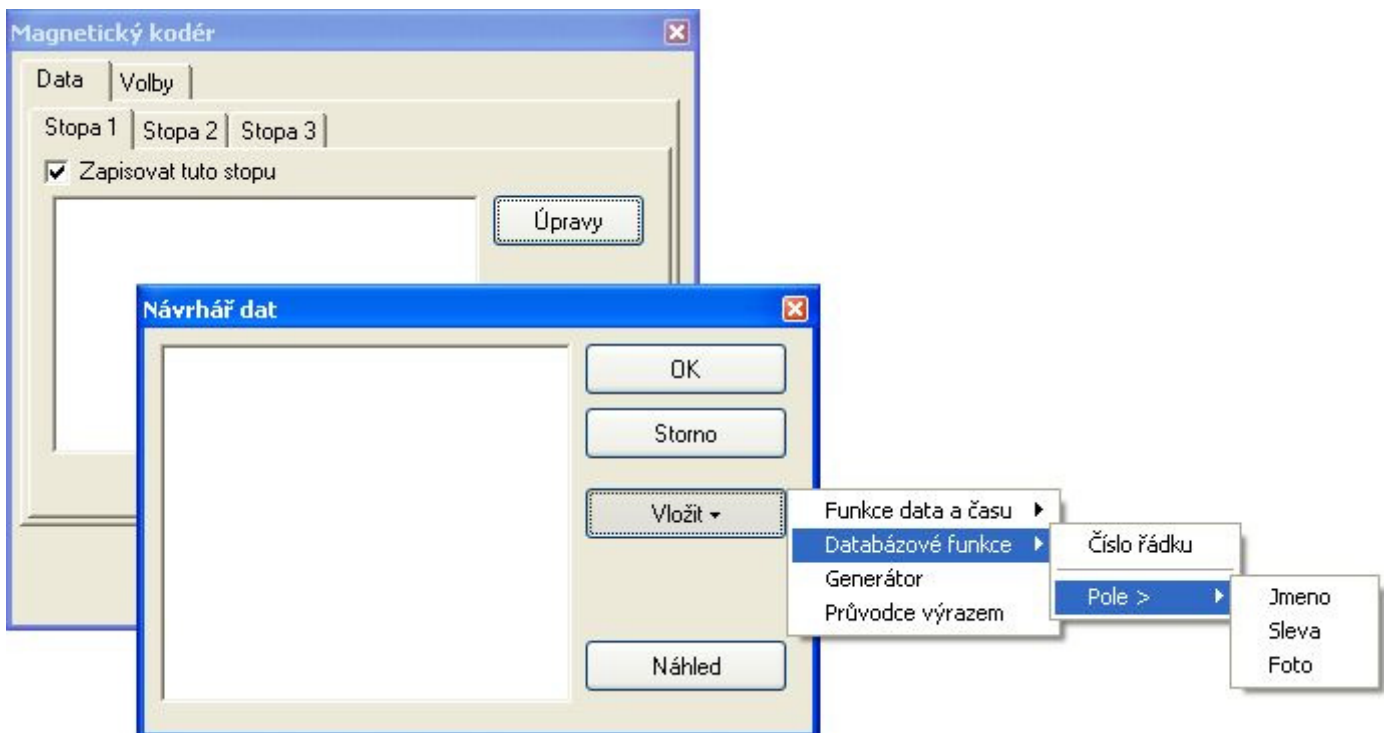 Magnetický kodér
Data Volby
Stopa 1 Stopa 2 Stopa 3
Zapisovat tuto stopu
Úpravy
Návrhář dat
OK
Storno
Vložit
Funkce data a času
Databázové funkce
Generátor
Průvodce výrazem
Číslo řádku
Pole >
Jmeno
Sleva
Foto
Náhled